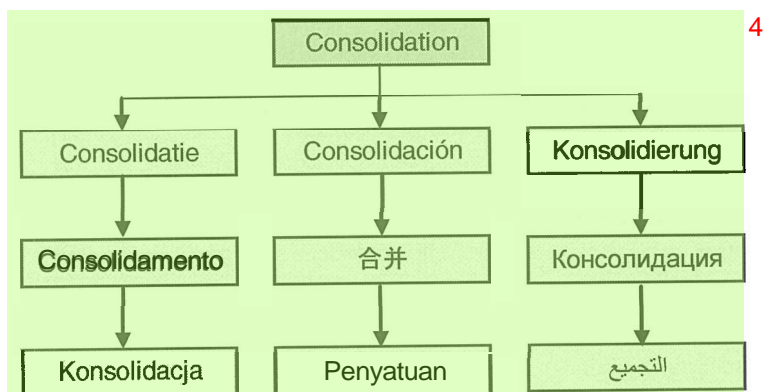 4
Consolidation
Consolidatie
Consolidación
Konsolidierung
Consolidamento
合并
Консолидация
Konsolidacja
Penyatuan
التجميع